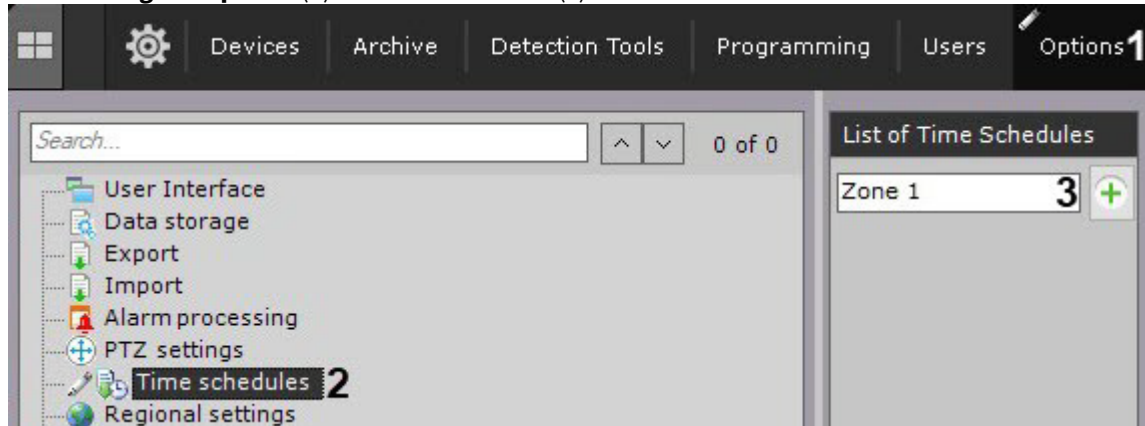 Devices Archive Detection Tools Programming Users Options 1
Search... 0 of 0
User Interface
Data storage
Export
Import
Alarm processing
PTZ settings
Time schedules 2
Regional settings
List of Time Schedules
Zone 1 3